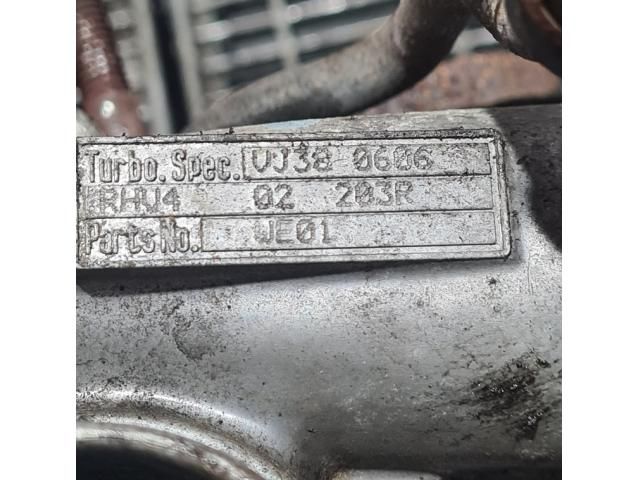 Turbo. Spec. VJ38 0606
RHV4 02 203R
Parts No. WE01